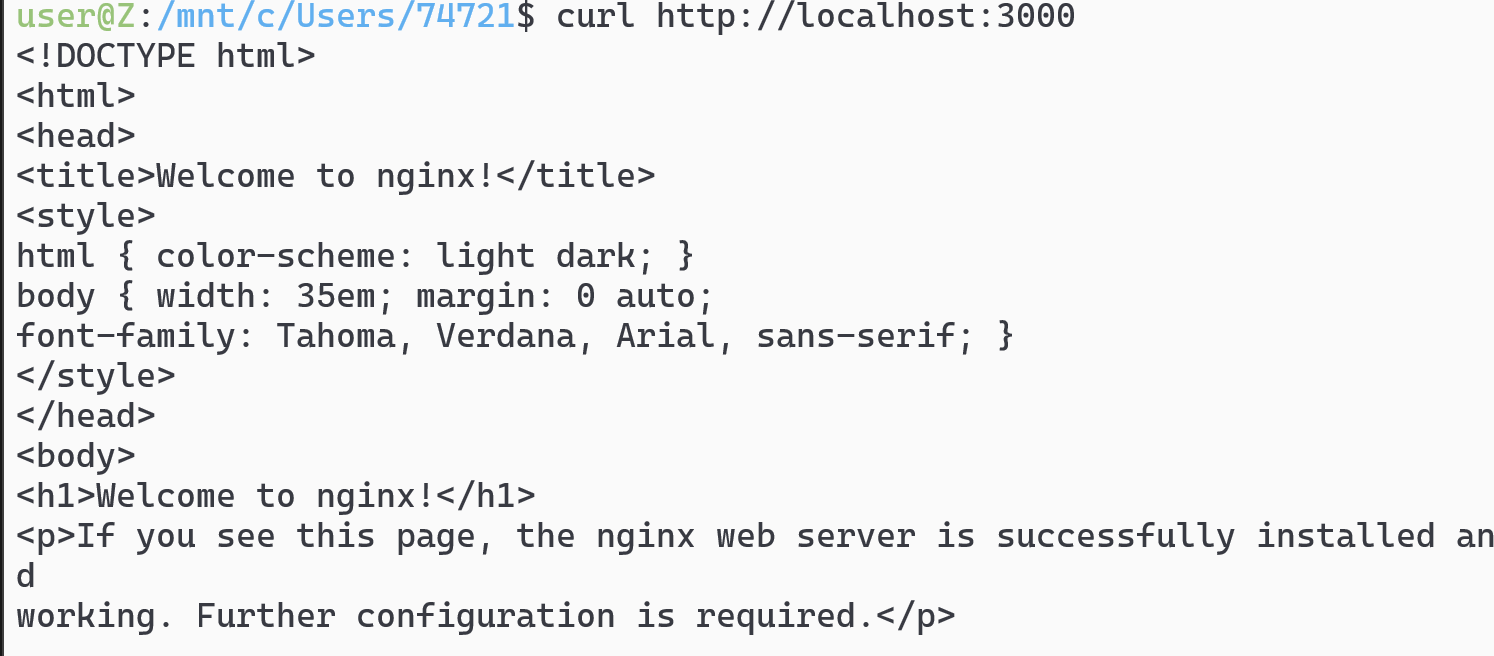 user@Z:/mnt/c/Users/74721$ curl http://localhost:3000
<!DOCTYPE html>
<html>
<head>
<title>Welcome to nginx!</title>
<style>
html { color-scheme: light dark; }
body { width: 35em; margin: 0 auto;
font-family: Tahoma, Verdana, Arial, sans-serif; }
</style>
</head>
<body>
<h1>Welcome to nginx!</h1>
<p>If you see this page, the nginx web server is successfully installed an
d
working. Further configuration is required.</p>